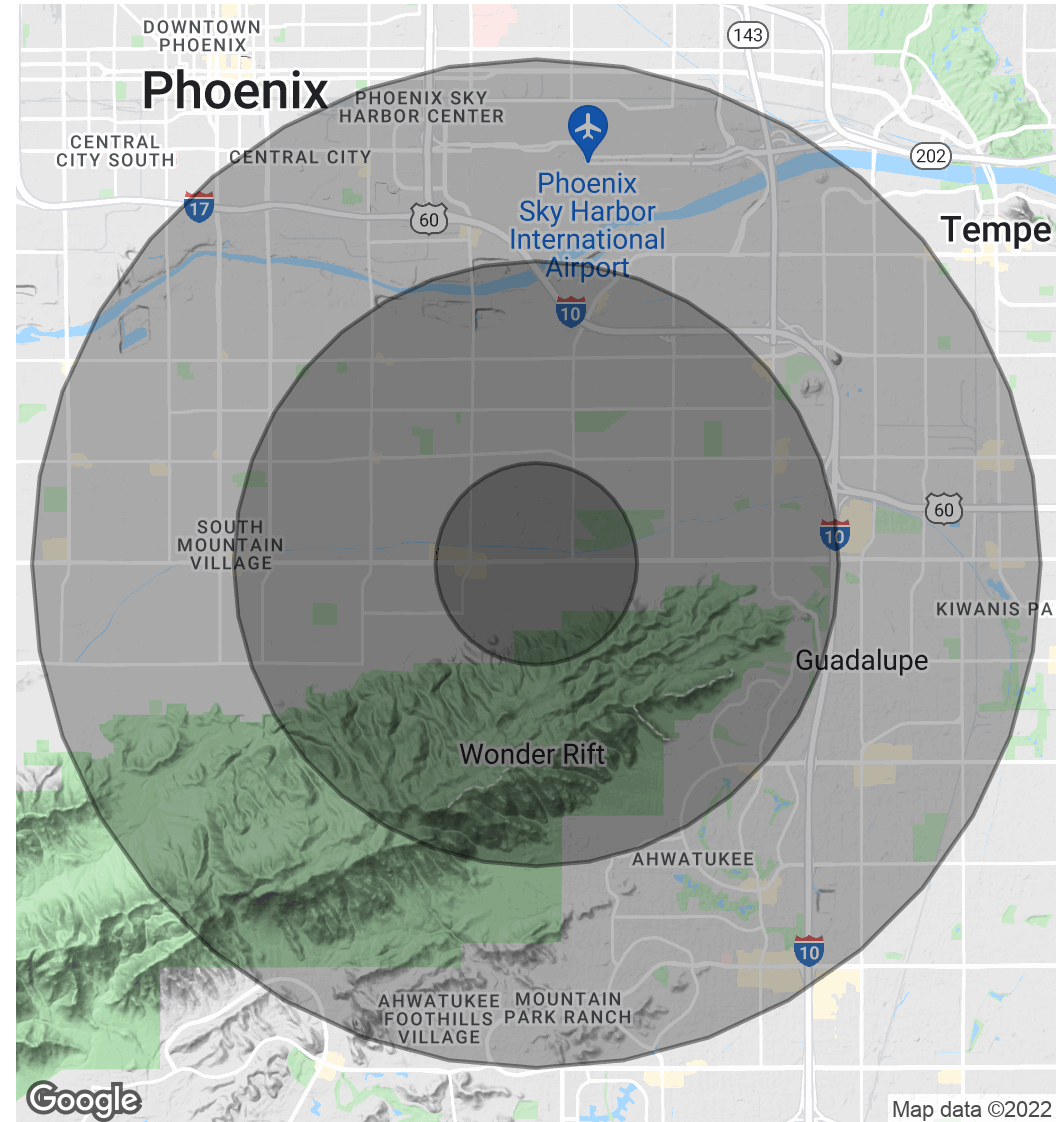 DOWNTOWN
PHOENIX
143
Phoenix
PHOENIX SKY
HARBOR CENTER
CENTRAL
CITY SOUTH
CENTRAL CITY
202
Phoenix
Sky Harbor
International
Airport
17
60
Tempe
10
60
SOUTH
MOUNTAIN
VILLAGE
10
KIWANIS PA
Guadalupe
Wonder Rift
AHWATUKEE
10
AHWATUKEE
FOOTHILLS
VILLAGE
MOUNTAIN
PARK RANCH
Google
Map data ©2022